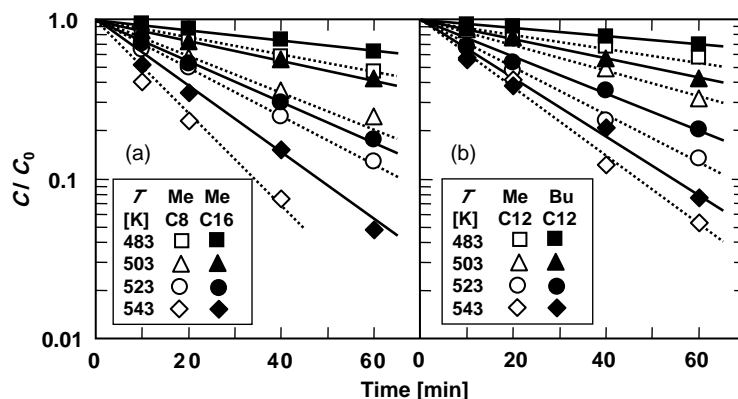 1.0
0.1
0.01
C / C0
(a)
T Me Me
[K] C8 C16
483
503
523
543
(b)
T Me Bu
[K] C12 C12
483
503
523
543
0 20 40 60 0 20 40 60
Time [min]